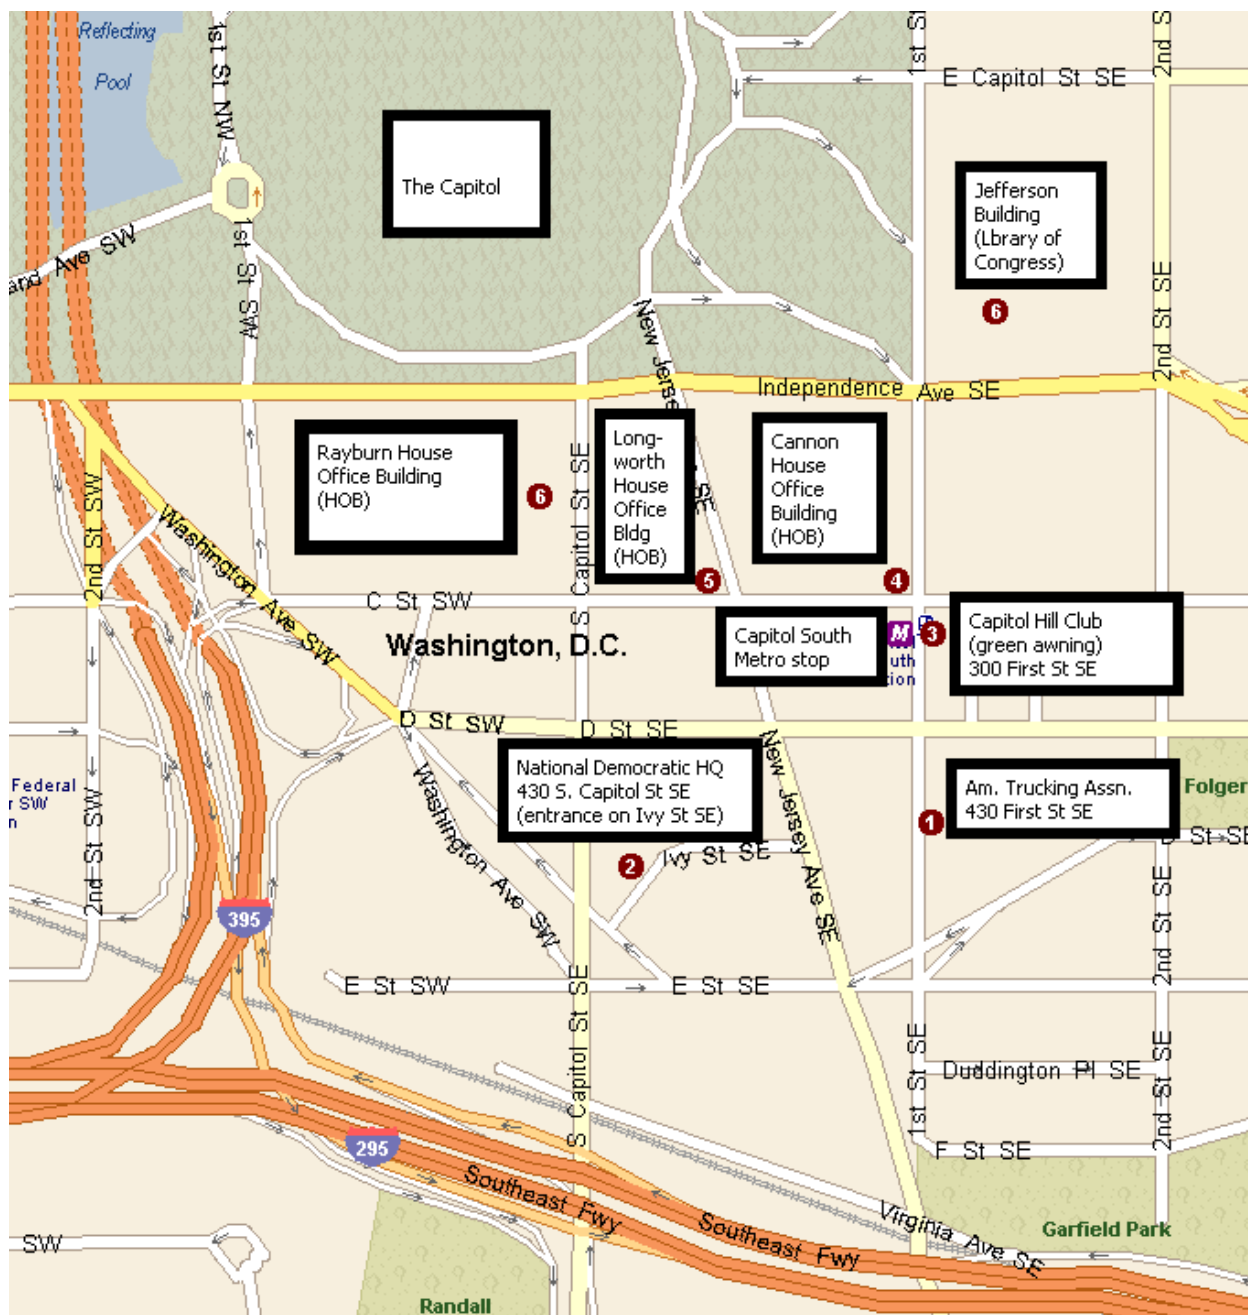 Reflecting
Pool
1st St NW
1st St
2nd S
E Capitol St SE
The Capitol
Jefferson
Building
(Lbrary of
Congress)
6
and Ave SW
1st St SW
2nd St SE
New Jerse
SE
Independence Ave SE
Rayburn House
Office Building
(HOB)
6
S Capitol St SE
Long-
worth
House
Office
Bldg
(HOB)
5
Cannon
House
Office
Building
(HOB)
4
2nd St SW
Washington Ave SW
C St SW
Washington, D.C.
Capitol South
Metro stop
M
uth
tion
3
Capitol Hill Club
(green awning)
300 First St SE
D St SW
D St SE
National Democratic HQ
430 S. Capitol St SE
(entrance on Ivy St SE)
2
Ivy St SE
New Jersey Ave SE
Am. Trucking Assn.
430 First St SE
1
Folger
D St SE
Federal
r SW
n
2nd St SW
Washington Ave SW
395
E St SW
E St SE
2nd St SE
S Capitol St SE
1st St SE
Duddington Pl SE
2nd St SE
F St SE
295
Southeast Fwy
Southeast Fwy
Virginia Ave SE
Garfield Park
SW
Randall